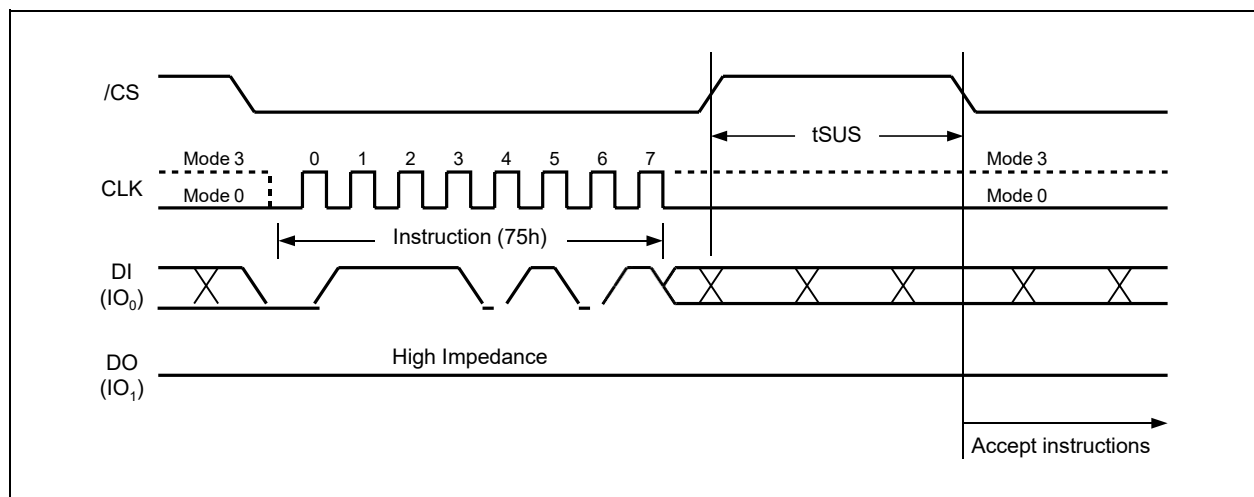 /CS
tSUS
Mode 3 0 1 2 3 4 5 6 7 Mode 3
CLK
Mode 0 Mode 0
Instruction (75h)
DI
(IO0)
High Impedance
DO
(IO1)
Accept instructions